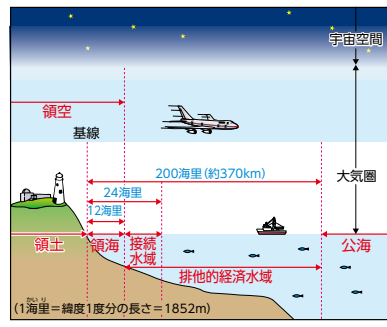 宇宙空間
領空
基線
200海里(約370km)
大気圏
24海里
12海里
領土
領海
接続
水域
公海
排他的経済水域
かいり
(1海里=緯度1度分の長さ=1852m)